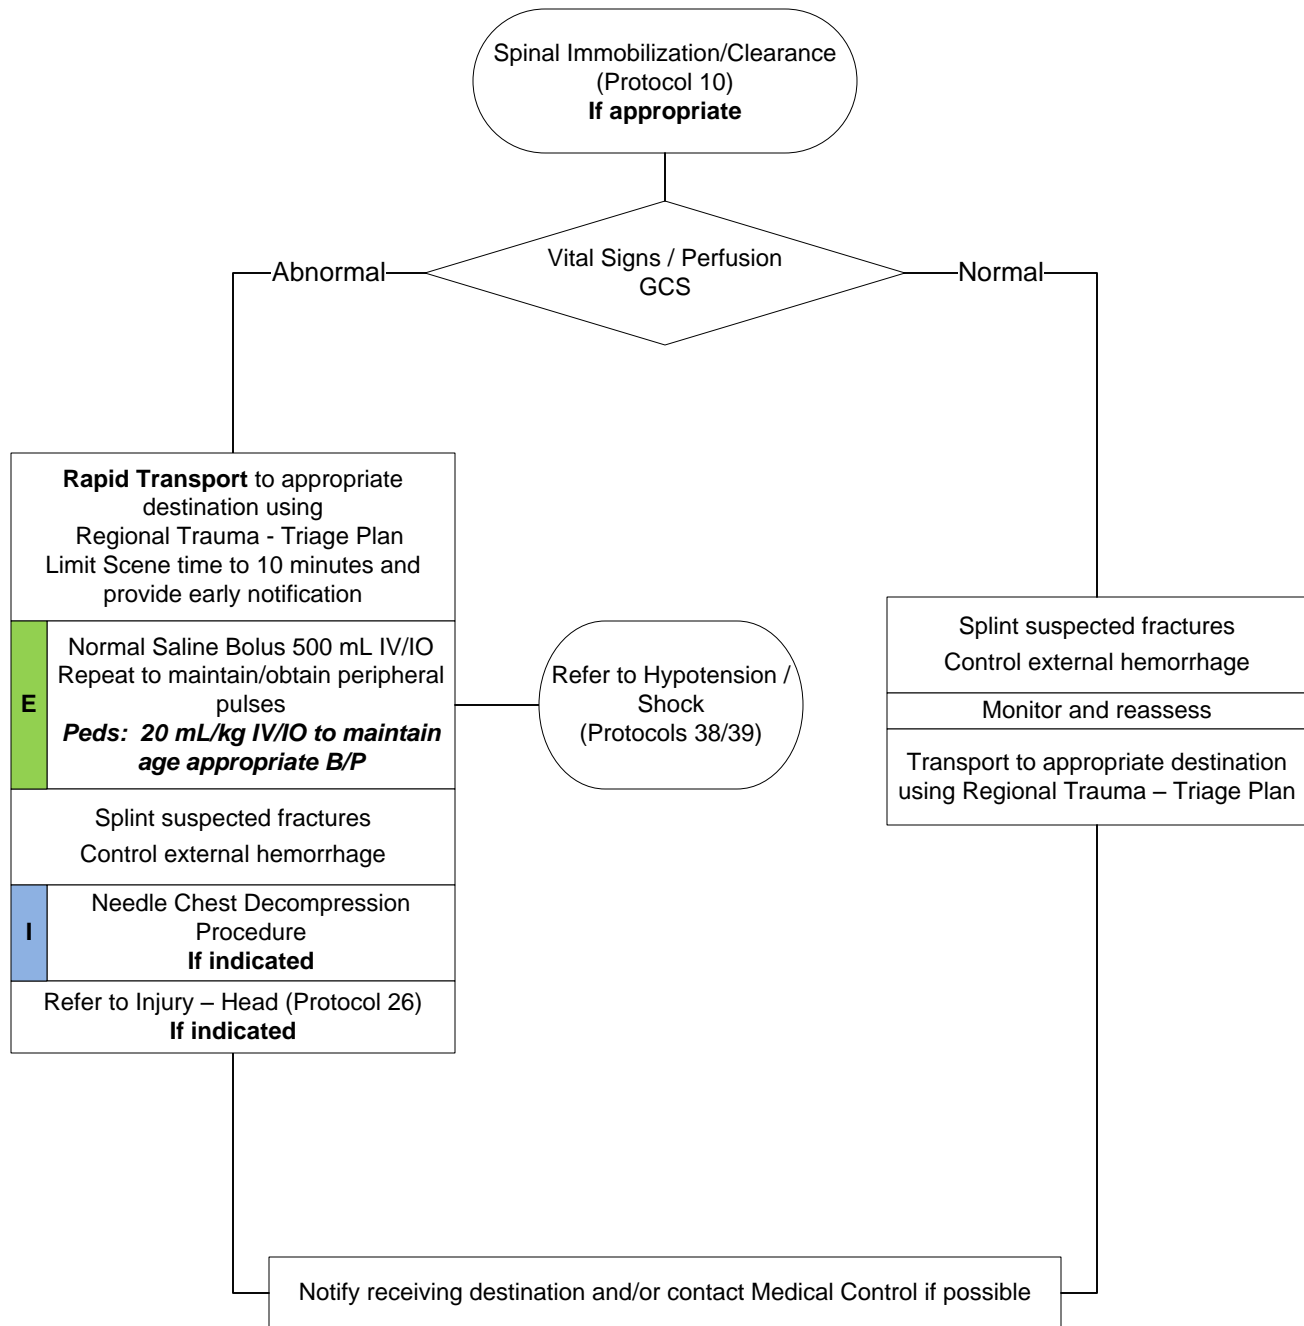 Spinal Immobilization/Clearance
(Protocol 10)
If appropriate
Vital Signs / Perfusion
GCS
Abnormal
Normal
Rapid Transport to appropriate
destination using
Regional Trauma - Triage Plan
Limit Scene time to 10 minutes and
provide early notification
E
Normal Saline Bolus 500 mL IV/IO
Repeat to maintain/obtain peripheral
pulses
Peds:  20 mL/kg IV/IO to maintain
age appropriate B/P
Refer to Hypotension /
Shock
(Protocols 38/39)
Splint suspected fractures
Control external hemorrhage
I
Needle Chest Decompression
Procedure
If indicated
Refer to Injury – Head (Protocol 26)
If indicated
Splint suspected fractures
Control external hemorrhage
Monitor and reassess
Transport to appropriate destination
using Regional Trauma – Triage Plan
Notify receiving destination and/or contact Medical Control if possible